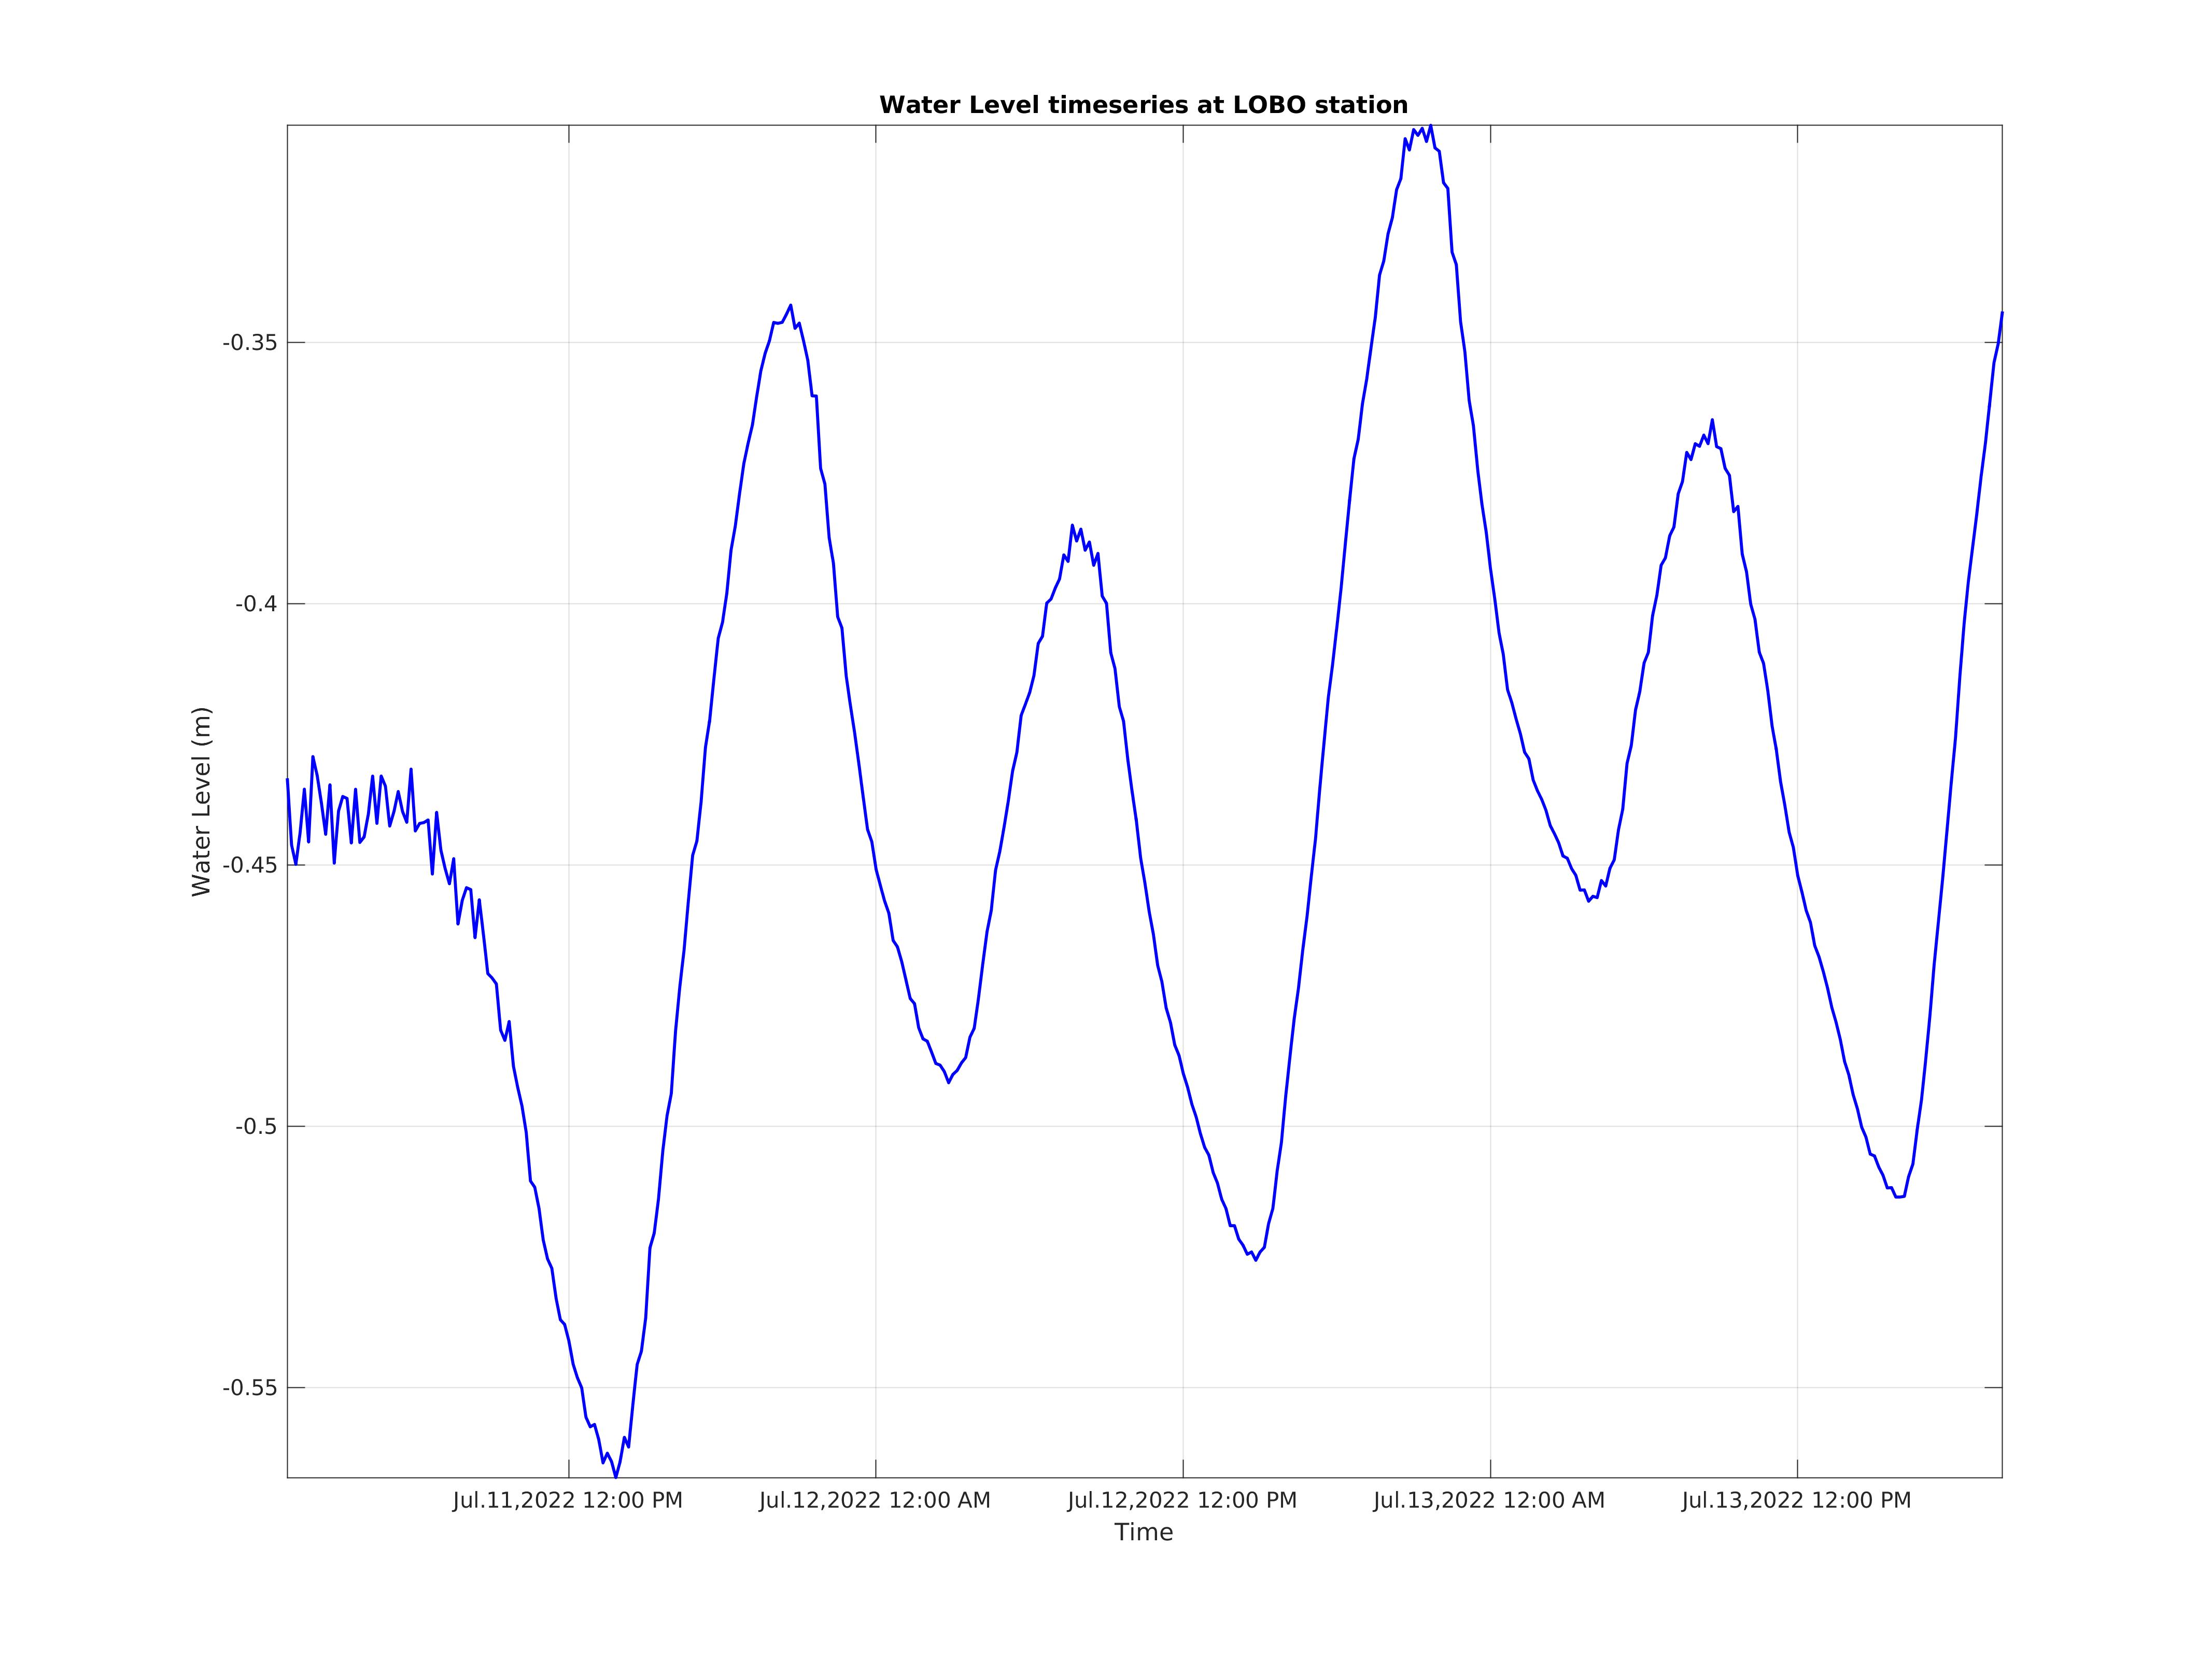 Water Level timeseries at LOBO station
-0.35
-0.4
-0.45
-0.5
-0.55
Water Level (m)
Jul.11,2022 12:00 PM
Jul.12,2022 12:00 AM
Jul.12,2022 12:00 PM
Jul.13,2022 12:00 AM
Jul.13,2022 12:00 PM
Time